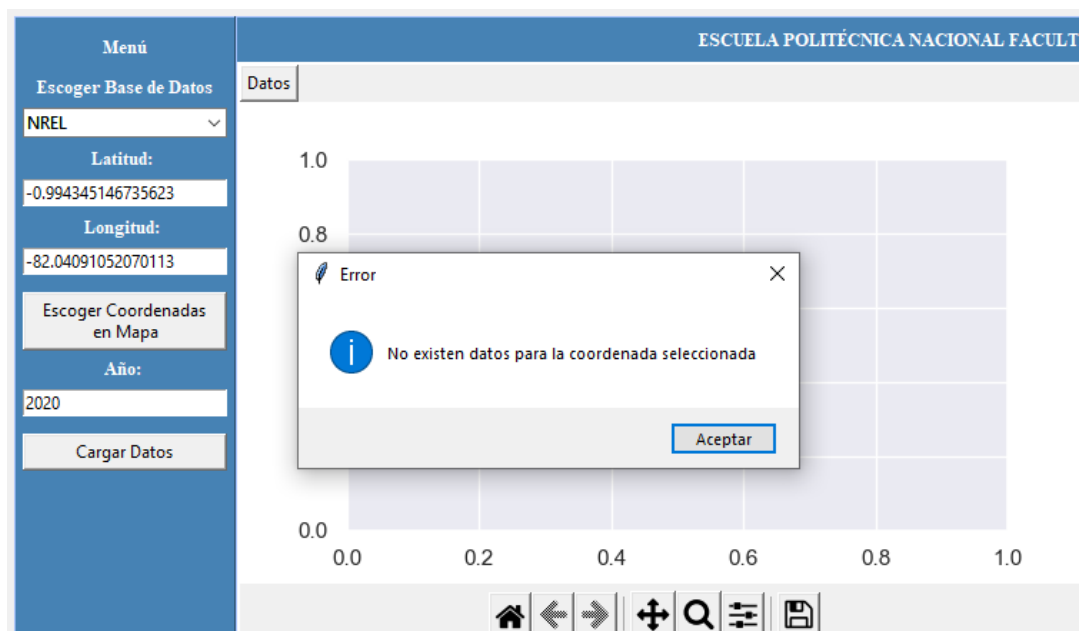 Menú
ESCUELA POLITÉCNICA NACIONAL FACULT
Escoger Base de Datos
Datos
NREL
Latitud:
-0.994345146735623
Longitud:
-82.04091052070113
Escoger Coordenadas
en Mapa
Año:
2020
Cargar Datos
1.0
0.8
Error
No existen datos para la coordenada seleccionada
Aceptar
0.0
0.0 0.2 0.4 0.6 0.8 1.0